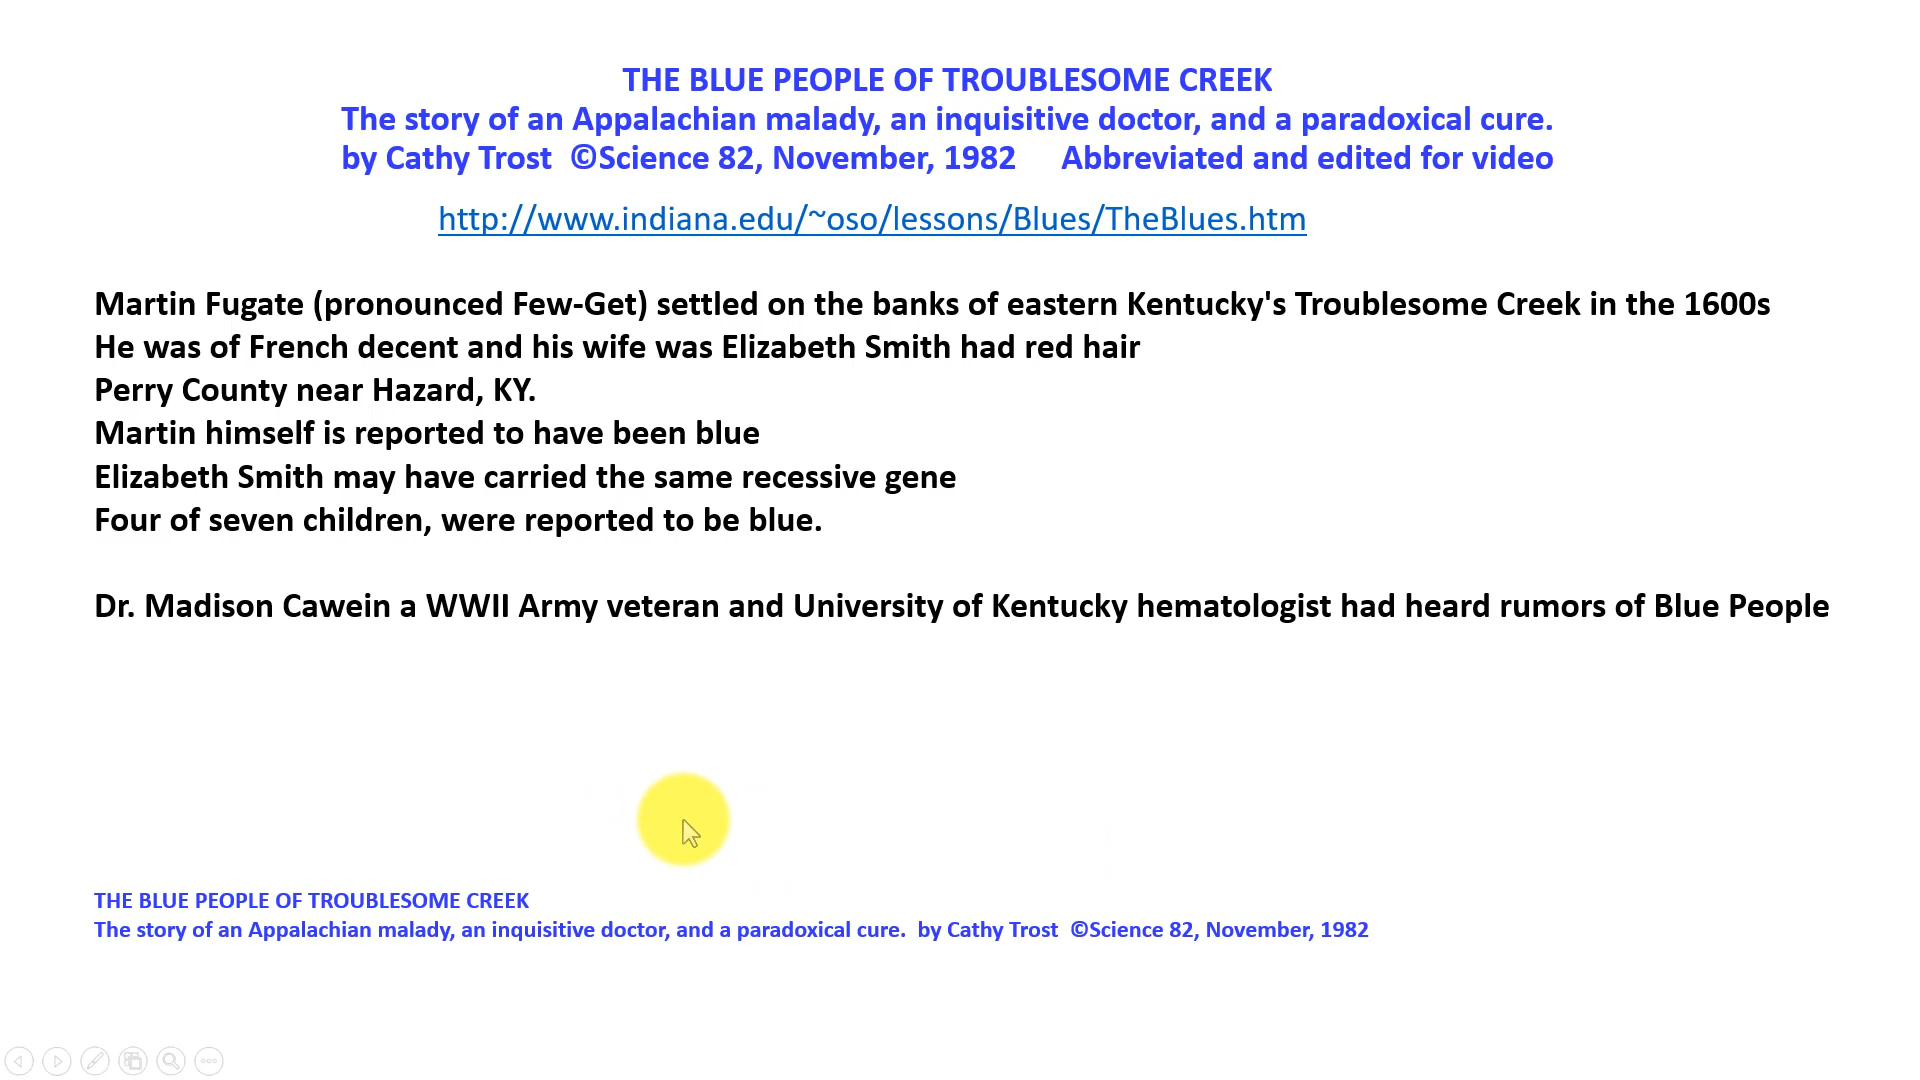 THE BLUE PEOPLE OF TROUBLESOME CREEK
The story of an Appalachian malady, an inquisitive doctor, and a paradoxical cure.
by Cathy Trost ©Science 82, November, 1982 Abbreviated and edited for video
http://www.indiana.edu/~oso/lessons/Blues/TheBlues.htm
Martin Fugate (pronounced Few-Get) settled on the banks of eastern Kentucky's Troublesome Creek in the 1600s
He was of French decent and his wife was Elizabeth Smith had red hair
Perry County near Hazard, KY.
Martin himself is reported to have been blue
Elizabeth Smith may have carried the same recessive gene
Four of seven children, were reported to be blue.
Dr. Madison Cawein a WWII Army veteran and University of Kentucky hematologist had heard rumors of Blue People
THE BLUE PEOPLE OF TROUBLESOME CREEK
The story of an Appalachian malady, an inquisitive doctor, and a paradoxical cure. by Cathy Trost ©Science 82, November, 1982